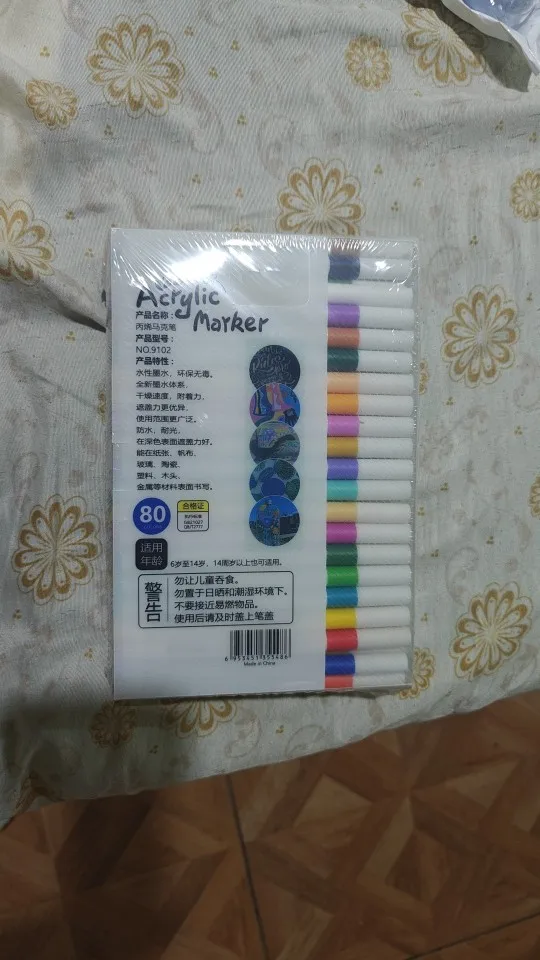 Acrylic
Marker
产品名称：
丙烯马克笔
产品型号：
NO.9102
产品特性：
水性墨水，环保无毒。
全新墨水体系，
干燥速度，附着力，
遮盖力更优异，
使用范围更广泛。
防水，耐光，
在深色表面遮盖力好。
能在纸张、帆布、
玻璃、陶瓷、
塑料、木头、
金属等材料表面书写。
80
合格证
适用
年龄
6岁至14岁，14周岁以上也可适用。
警告
勿让儿童吞食。
勿置于日晒和潮湿环境下。
不要接近易燃物品。
使用后请及时盖上笔盖
6 953451 353486
Made in China